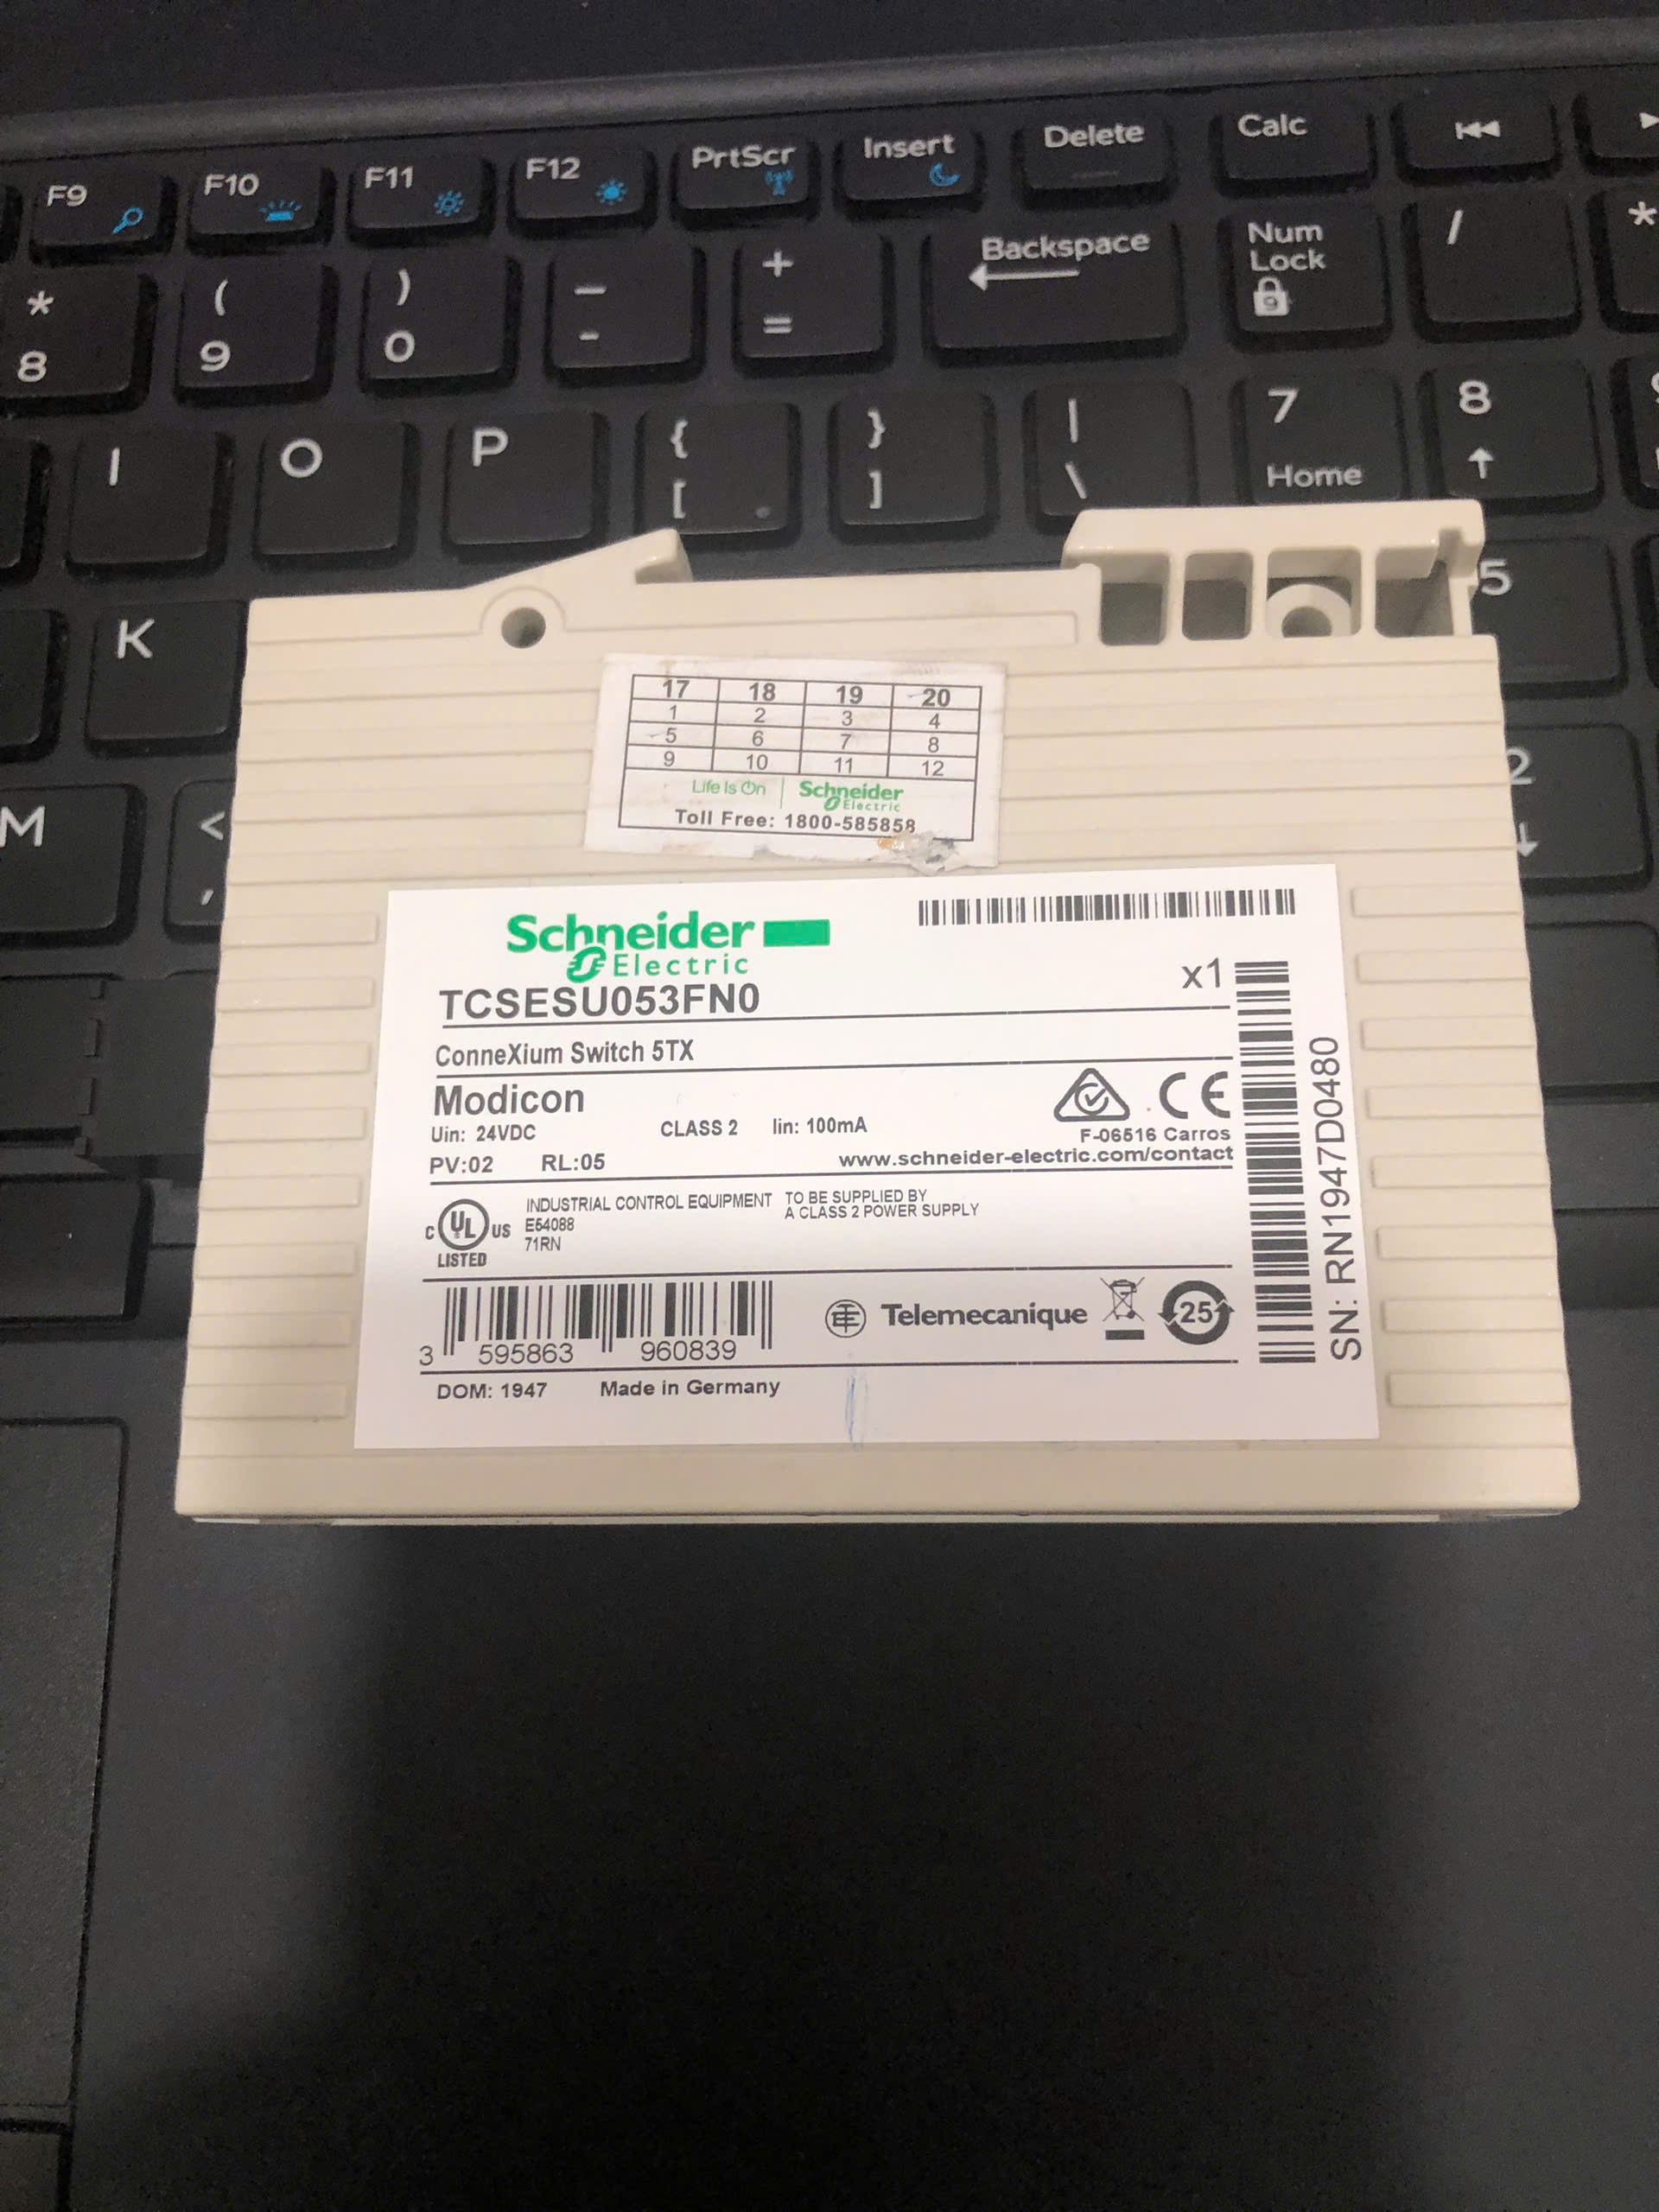 F9 F10 F11 F12 PrtScr Insert Delete Calc
* ( ) _ + Backspace Num Lock / *
8 9 0 - =
I O P { } | 7 8
[ ] \ Home
K 5
M < 2
,
17 18 19 20
1 2 3 4
5 6 7 8
9 10 11 12
Life Is On Schneider Electric
Toll Free: 1800-585858
Schneider Electric
TCSESU053FN0 x1
ConneXium Switch 5TX
Modicon
CE
Uin: 24VDC CLASS 2 Iin: 100mA F-06516 Carros
PV:02 RL:05 www.schneider-electric.com/contact
C UL US LISTED
INDUSTRIAL CONTROL EQUIPMENT TO BE SUPPLIED BY
A CLASS 2 POWER SUPPLY
E54088
71RN
3 595863 960839 Telemecanique 25
DOM: 1947 Made in Germany
SN: RN1947D0480